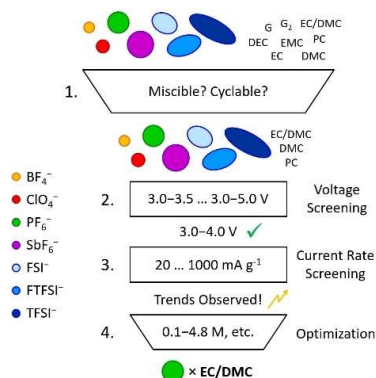 G G₂ EC/DMC
DEC EMC PC
EC DMC
1. Miscible? Cyclable?
EC/DMC
DMC
PC
2. 3.0–3.5 ... 3.0–5.0 V Voltage Screening
3.0–4.0 V ✓
3. 20 ... 1000 mA g⁻¹ Current Rate Screening
Trends Observed!
4. 0.1–4.8 M, etc. Optimization
× EC/DMC
BF₄⁻
ClO₄⁻
PF₆⁻
SbF₆⁻
FSI⁻
FTFSI⁻
TFSI⁻